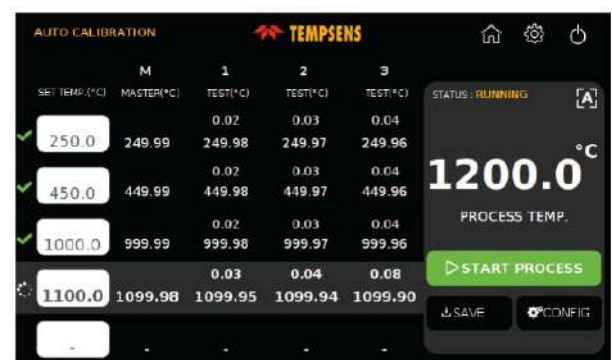 AUTO CALIBRATION
TEMPSENS
M 1 2 3
SET TEMP.(°C) MASTER(°C) TEST(°C) TEST(°C) TEST(°C)
0.02 0.03 0.04
250.0 249.99 249.98 249.97 249.96
0.02 0.03 0.04
450.0 449.99 449.98 449.97 449.96
0.02 0.03 0.04
1000.0 999.99 999.98 999.97 999.96
0.03 0.04 0.08
1100.0 1099.98 1099.95 1099.94 1099.90
- - - - -
STATUS : RUNNING
[A]
1200.0 °C
PROCESS TEMP.
START PROCESS
SAVE
CONFIG